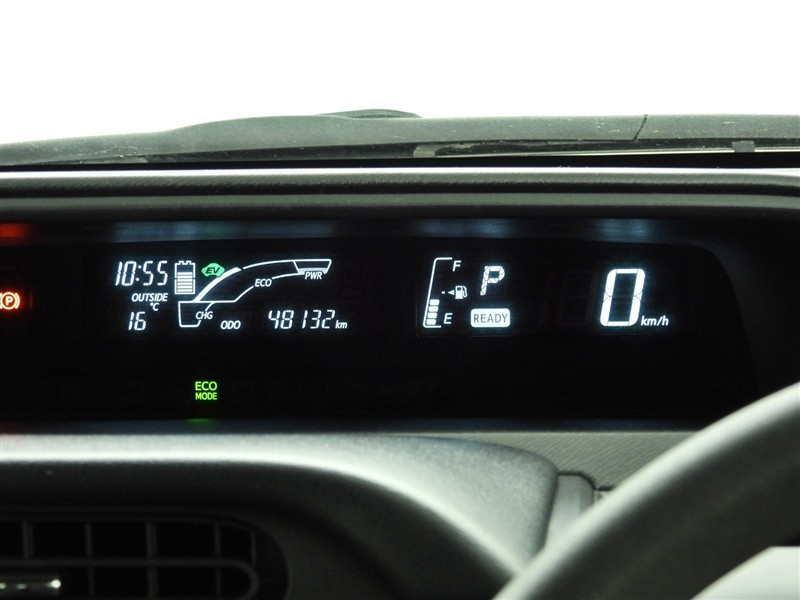 10:55
OUTSIDE
°C
16
EV
ECO
PWR
CHG
ODO 48132 km
F
E
P
READY
0 km/h
(P)
ECO
MODE